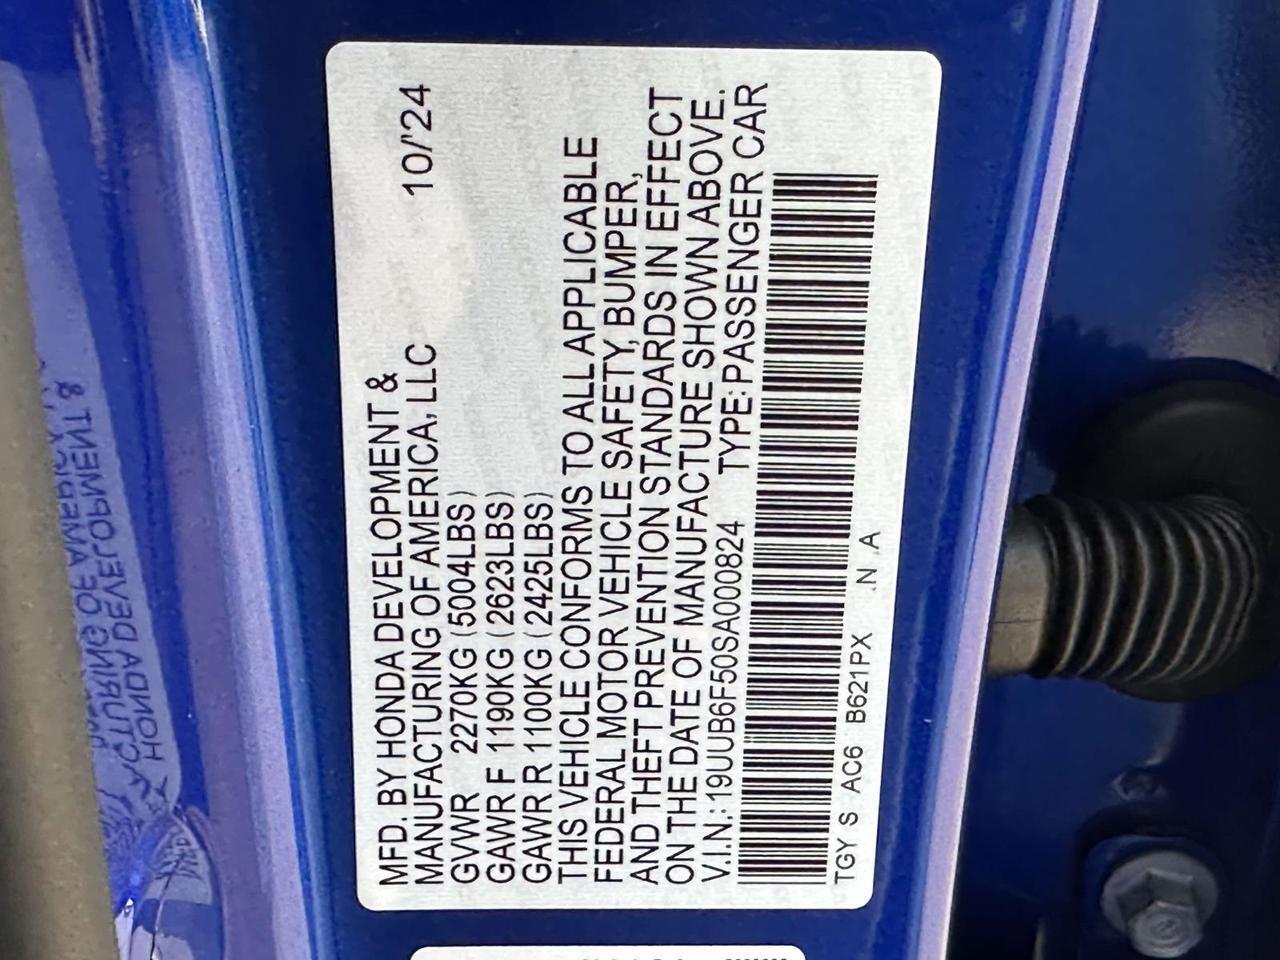 MFD. BY HONDA DEVELOPMENT &
MANUFACTURING OF AMERICA, LLC 10/'24
GVWR 2270KG (5004LBS)
GAWR F 1190KG (2623LBS)
GAWR R 1100KG (2425LBS)
THIS VEHICLE CONFORMS TO ALL APPLICABLE
FEDERAL MOTOR VEHICLE SAFETY, BUMPER,
AND THEFT PREVENTION STANDARDS IN EFFECT
ON THE DATE OF MANUFACTURE SHOWN ABOVE.
V.I.N.: 19UUB6F50SA000824 TYPE: PASSENGER CAR
TGY S AC6 B621PX .N .A